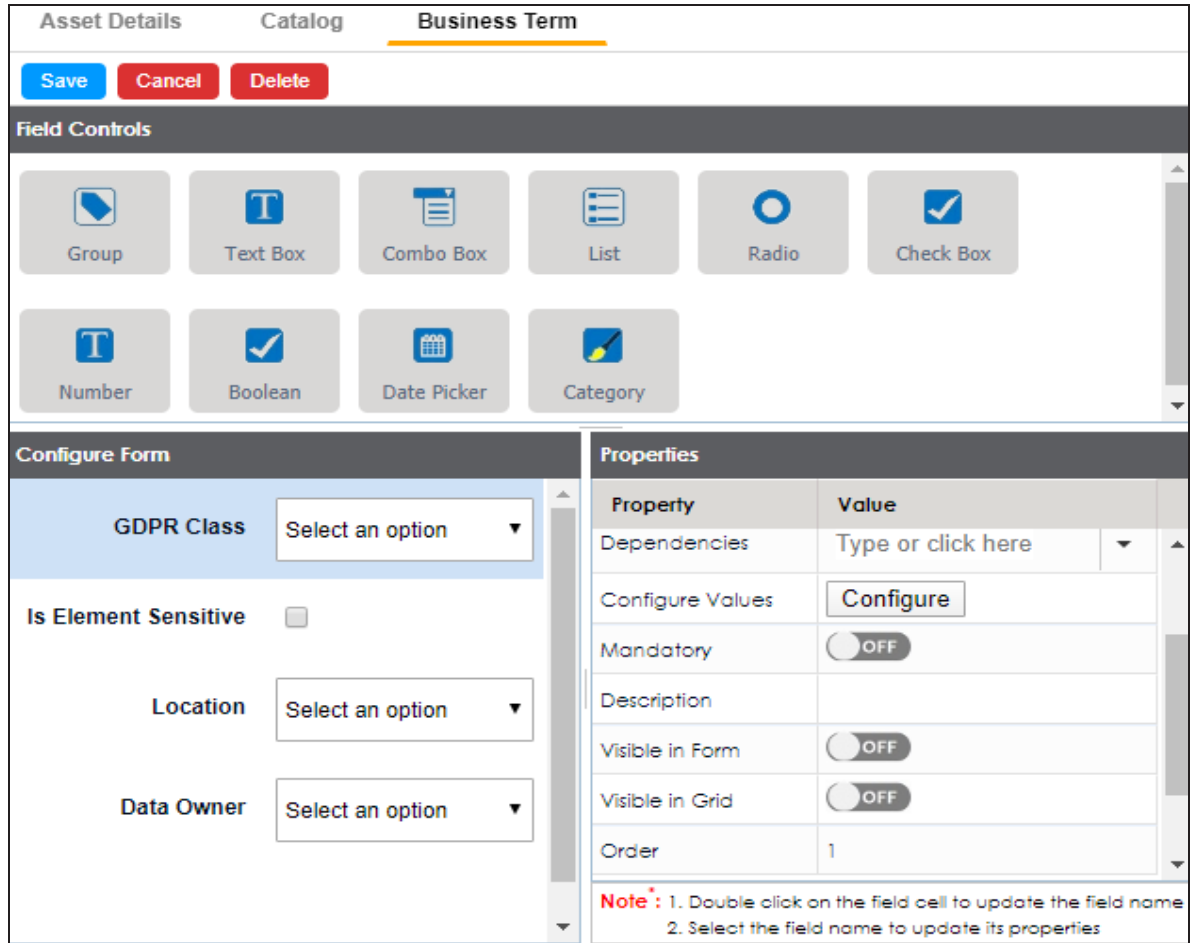 Asset Details Catalog Business Term
Save Cancel Delete
Field Controls
Group Text Box Combo Box List Radio Check Box
Number Boolean Date Picker Category
Configure Form
GDPR Class Select an option
Is Element Sensitive
Location Select an option
Data Owner Select an option
Properties
Property Value
Dependencies Type or click here
Configure Values Configure
Mandatory OFF
Description
Visible in Form OFF
Visible in Grid OFF
Order 1
Note*: 1. Double click on the field cell to update the field name
2. Select the field name to update its properties